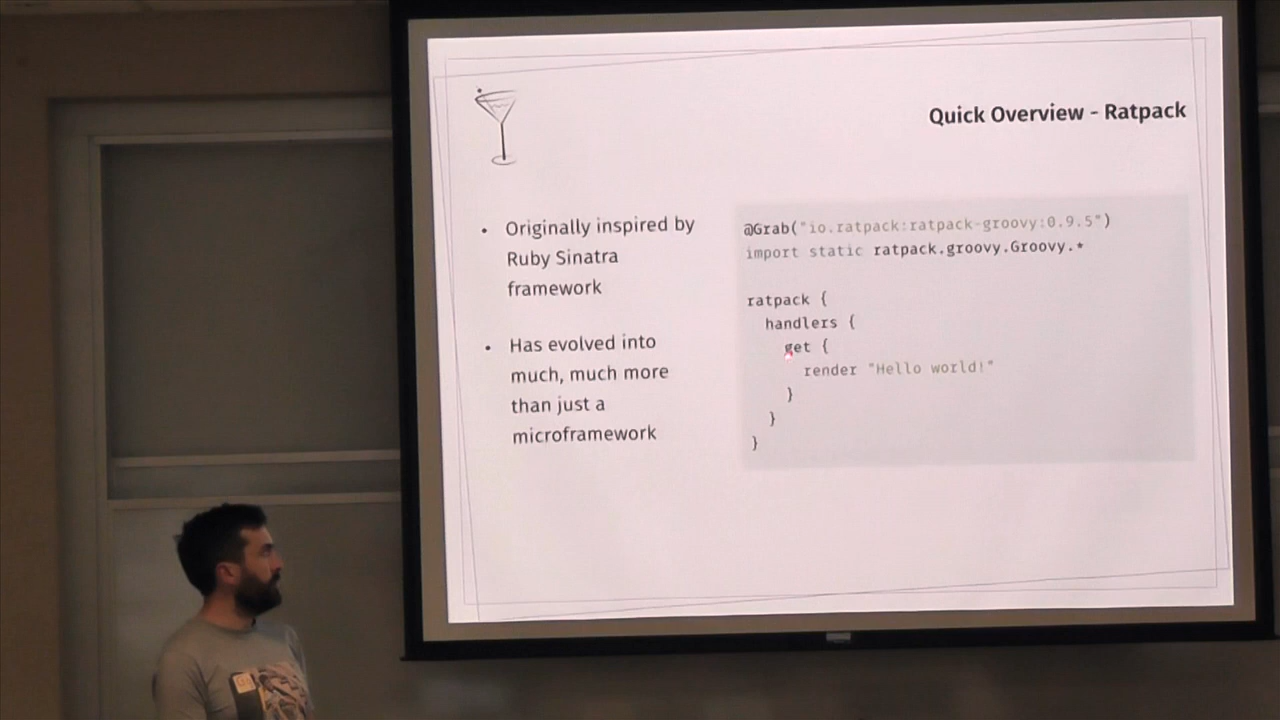 Quick Overview - Ratpack
• Originally inspired by
Ruby Sinatra
framework
• Has evolved into
much, much more
than just a
microframework
@Grab("io.ratpack:ratpack-groovy:0.9.5")
import static ratpack.groovy.Groovy.*
ratpack {
handlers {
get {
render "Hello world!"
}
}
}